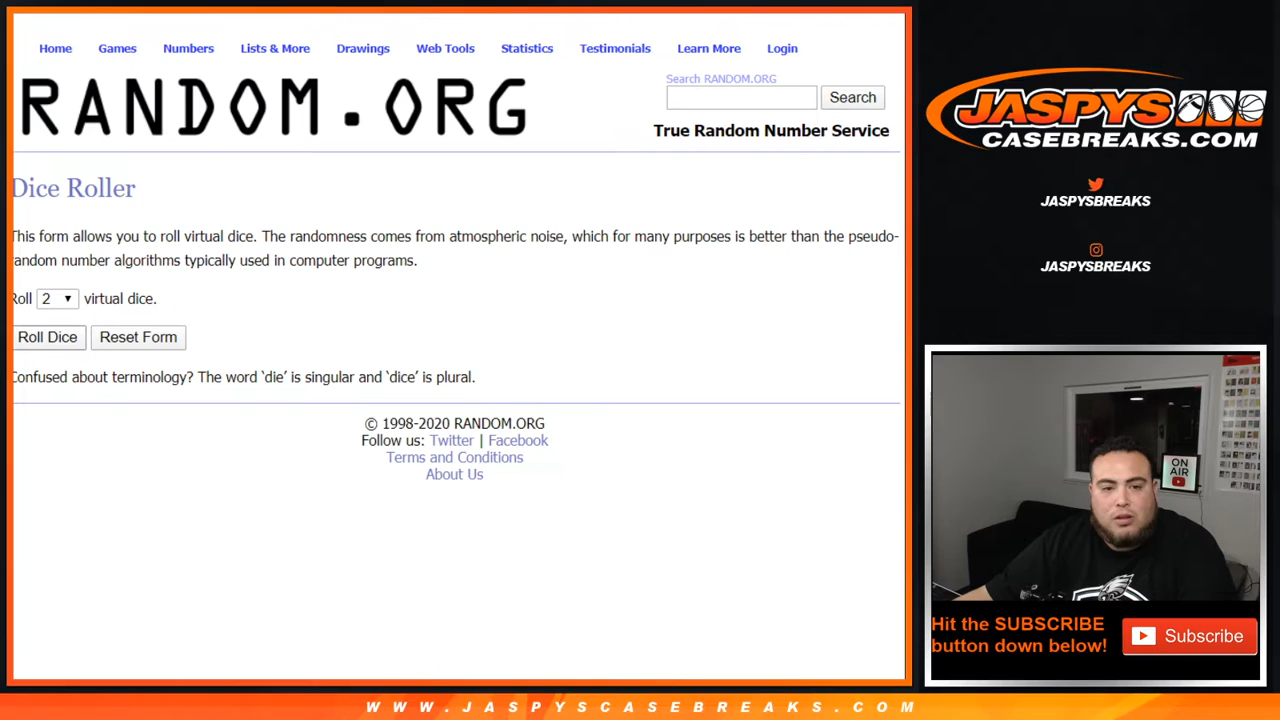 Home Games Numbers Lists & More Drawings Web Tools Statistics Testimonials Learn More Login
RANDOM.ORG
Search RANDOM.ORG
Search
True Random Number Service
Dice Roller
This form allows you to roll virtual dice. The randomness comes from atmospheric noise, which for many purposes is better than the pseudo-
random number algorithms typically used in computer programs.
Roll 2 virtual dice.
Roll Dice Reset Form
Confused about terminology? The word ‘die’ is singular and ‘dice’ is plural.
© 1998-2020 RANDOM.ORG
Follow us: Twitter | Facebook
Terms and Conditions
About Us
JASPYS
CASEBREAKS.COM
JASPYSBREAKS
JASPYSBREAKS
ON
AIR
Hit the SUBSCRIBE
button down below!
Subscribe
WWW.JASPYSCASEBREAKS.COM